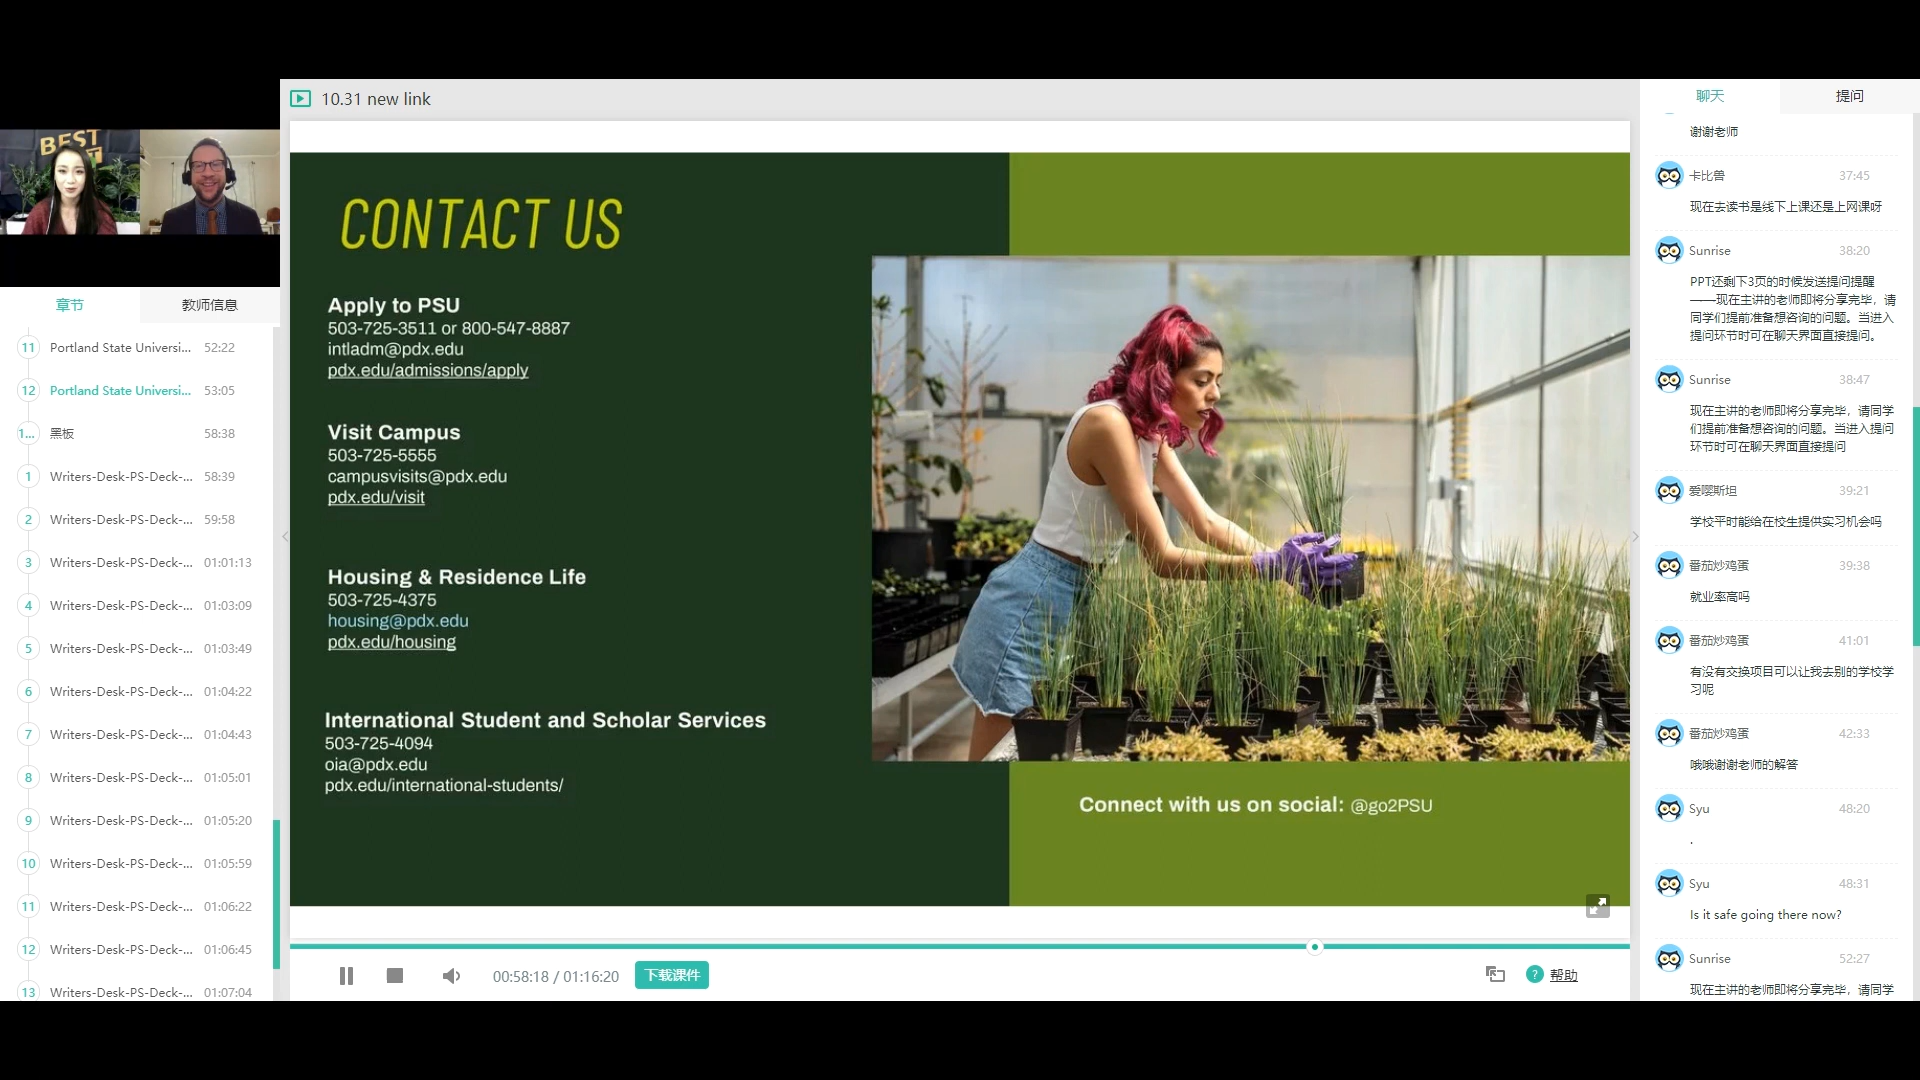 10.31 new link
BEST
章节
教师信息
11 Portland State Universi... 52:22
12 Portland State Universi... 53:05
1... 黑板 58:38
1 Writers-Desk-PS-Deck-... 58:39
2 Writers-Desk-PS-Deck-... 59:58
3 Writers-Desk-PS-Deck-... 01:01:13
4 Writers-Desk-PS-Deck-... 01:03:09
5 Writers-Desk-PS-Deck-... 01:03:49
6 Writers-Desk-PS-Deck-... 01:04:22
7 Writers-Desk-PS-Deck-... 01:04:43
8 Writers-Desk-PS-Deck-... 01:05:01
9 Writers-Desk-PS-Deck-... 01:05:20
10 Writers-Desk-PS-Deck-... 01:05:59
11 Writers-Desk-PS-Deck-... 01:06:22
12 Writers-Desk-PS-Deck-... 01:06:45
13 Writers-Desk-PS-Deck-... 01:07:04
CONTACT US
Apply to PSU
503-725-3511 or 800-547-8887
intladm@pdx.edu
pdx.edu/admissions/apply
Visit Campus
503-725-5555
campusvisits@pdx.edu
pdx.edu/visit
Housing & Residence Life
503-725-4375
housing@pdx.edu
pdx.edu/housing
International Student and Scholar Services
503-725-4094
oia@pdx.edu
pdx.edu/international-students/
Connect with us on social: @go2PSU
00:58:18 / 01:16:20
下载课件
? 帮助
聊天
提问
谢谢老师
卡比兽 37:45
现在去读书是线下上课还是上网课呀
Sunrise 38:20
PPT还剩下3页的时候发送提问提醒
——现在主讲的老师即将分享完毕，请
同学们提前准备想咨询的问题。当进入
提问环节时可在聊天界面直接提问。
Sunrise 38:47
现在主讲的老师即将分享完毕，请同学
们提前准备想咨询的问题。当进入提问
环节时可在聊天界面直接提问
爱嘤斯坦 39:21
学校平时能给在校生提供实习机会吗
番茄炒鸡蛋 39:38
就业率高吗
番茄炒鸡蛋 41:01
有没有交换项目可以让我去别的学校学
习呢
番茄炒鸡蛋 42:33
哦哦谢谢老师的解答
Syu 48:20
.
Syu 48:31
Is it safe going there now?
Sunrise 52:27
现在主讲的老师即将分享完毕，请同学